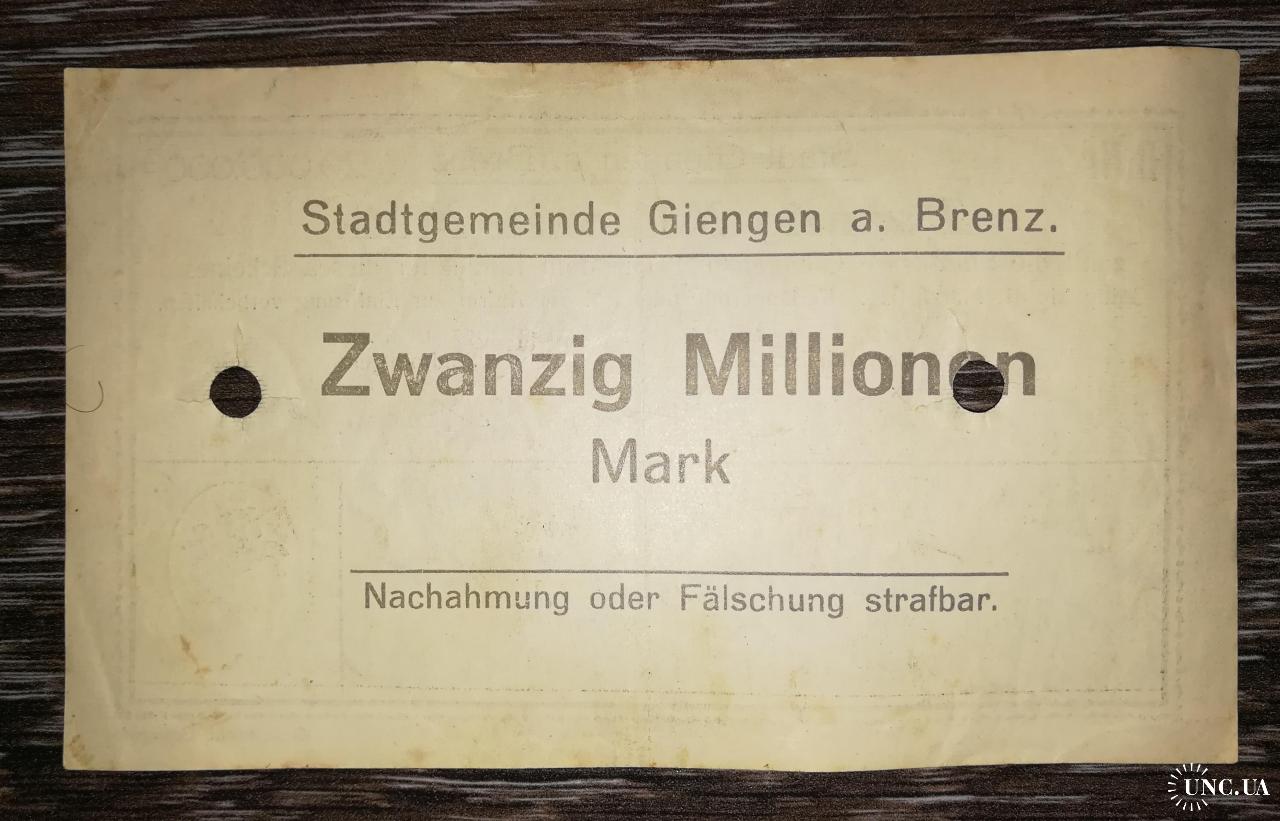 Stadtgemeinde Giengen a. Brenz.
Zwanzig Millionen
Mark
Nachahmung oder Fälschung strafbar.
UNC.UA